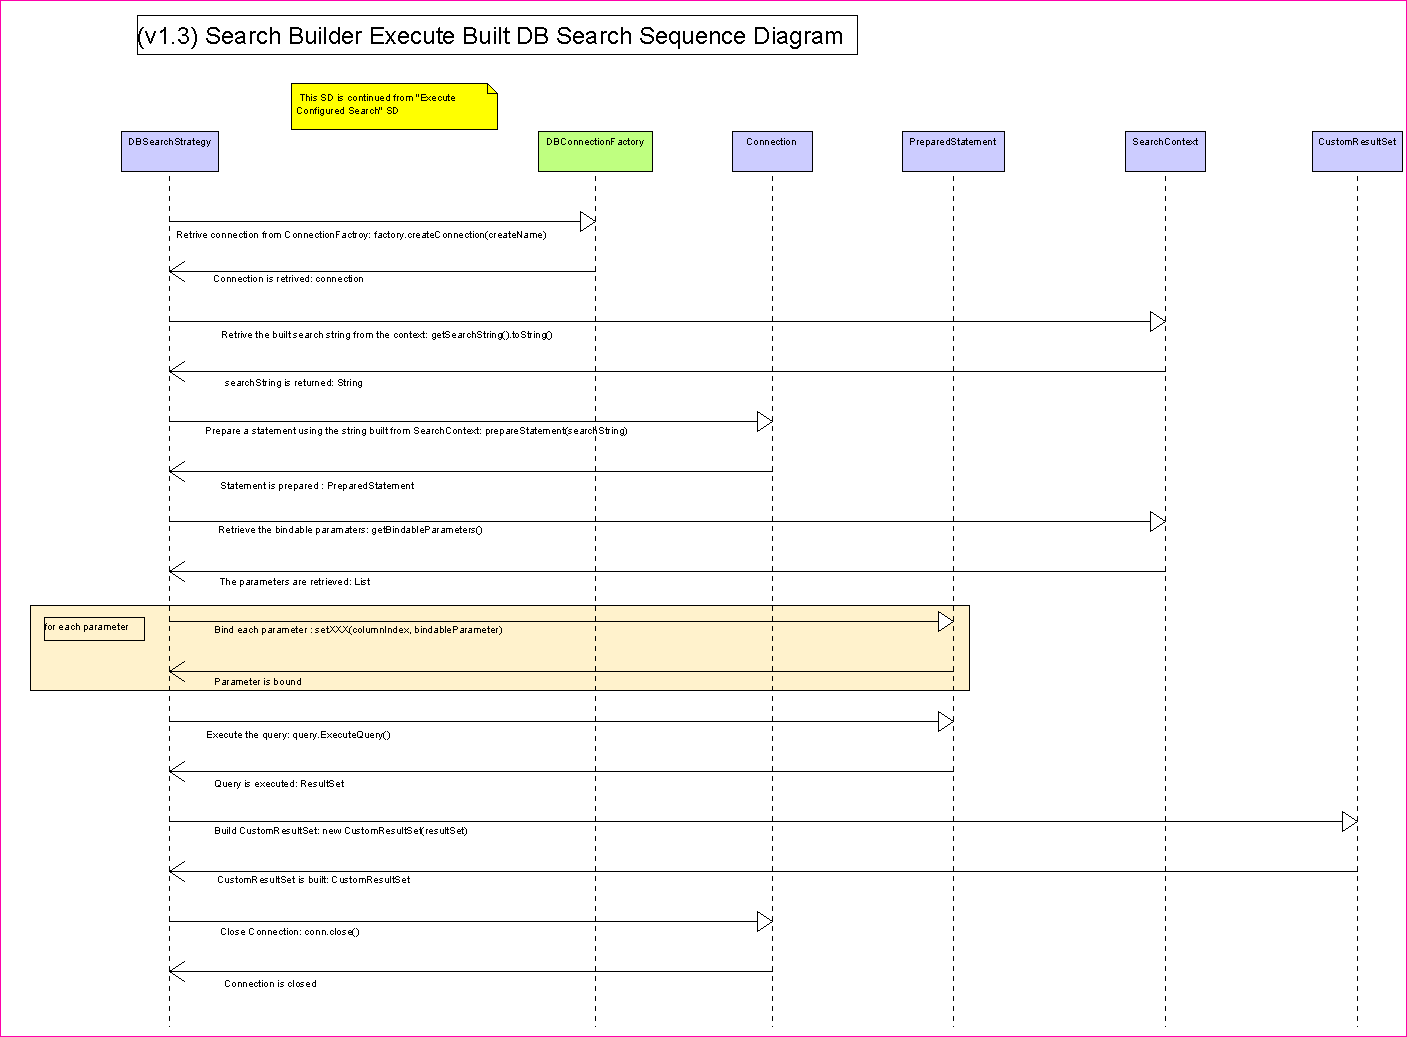 (v1.3) Search Builder Execute Built DB Search Sequence Diagram
This SD is continued from "Execute
Configured Search" SD
DBSearchStrategy
DBConnectionFactory
Connection
PreparedStatement
SearchContext
CustomResultSet
Retrive connection from ConnectionFactroy: factory.createConnection(createName)
Connection is retrived: connection
Retrive the built search string from the context: getSearchString().toString()
searchString is returned: String
Prepare a statement using the string built from SearchContext: prepareStatement(searchString)
Statement is prepared : PreparedStatement
Retrieve the bindable paramaters: getBindableParameters()
The parameters are retrieved: List
for each parameter
Bind each parameter : setXXX(columnIndex, bindableParameter)
Parameter is bound
Execute the query: query.ExecuteQuery()
Query is executed: ResultSet
Build CustomResultSet: new CustomResultSet(resultSet)
CustomResultSet is built: CustomResultSet
Close Connection: conn.close()
Connection is closed